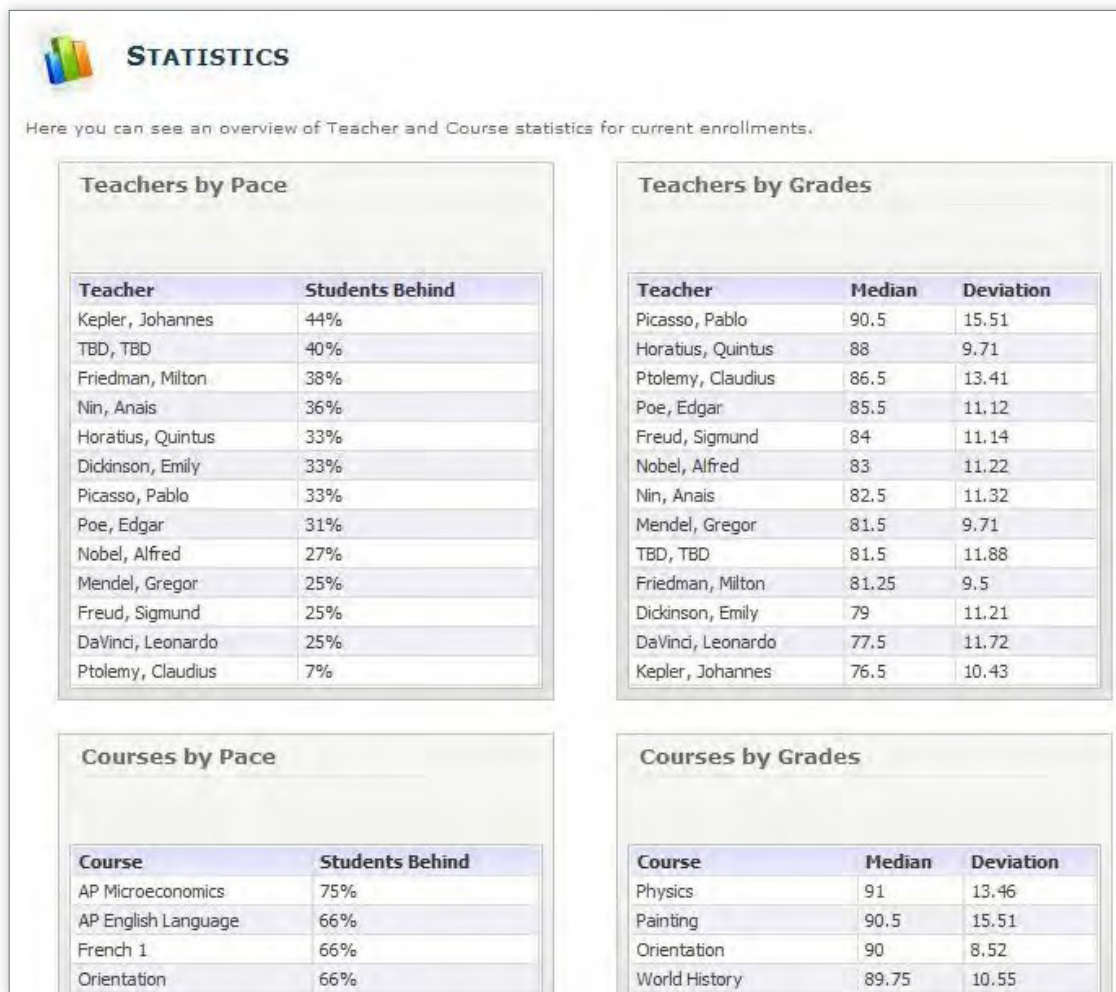 STATISTICS
Here you can see an overview of Teacher and Course statistics for current enrollments.
Teachers by Pace
Teacher Students Behind
Kepler, Johannes 44%
TBD, TBD 40%
Friedman, Milton 38%
Nin, Anais 36%
Horatius, Quintus 33%
Dickinson, Emily 33%
Picasso, Pablo 33%
Poe, Edgar 31%
Nobel, Alfred 27%
Mendel, Gregor 25%
Freud, Sigmund 25%
DaVinci, Leonardo 25%
Ptolemy, Claudius 7%
Teachers by Grades
Teacher Median Deviation
Picasso, Pablo 90.5 15.51
Horatius, Quintus 88 9.71
Ptolemy, Claudius 86.5 13.41
Poe, Edgar 85.5 11.12
Freud, Sigmund 84 11.14
Nobel, Alfred 83 11.22
Nin, Anais 82.5 11.32
Mendel, Gregor 81.5 9.71
TBD, TBD 81.5 11.88
Friedman, Milton 81.25 9.5
Dickinson, Emily 79 11.21
DaVinci, Leonardo 77.5 11.72
Kepler, Johannes 76.5 10.43
Courses by Pace
Course Students Behind
AP Microeconomics 75%
AP English Language 66%
French 1 66%
Orientation 66%
Courses by Grades
Course Median Deviation
Physics 91 13.46
Painting 90.5 15.51
Orientation 90 8.52
World History 89.75 10.55